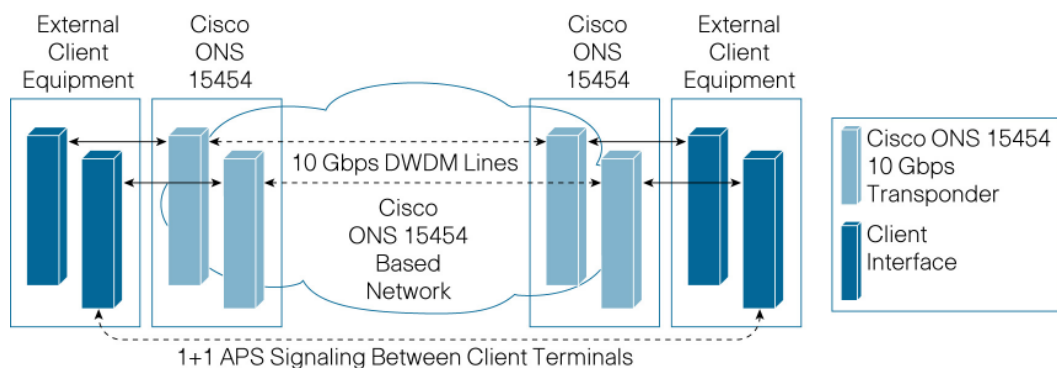 External
Client
Equipment
Cisco
ONS
15454
Cisco
ONS
15454
External
Client
Equipment
10 Gbps DWDM Lines
Cisco
ONS 15454
Based
Network
1+1 APS Signaling Between Client Terminals
Cisco ONS 15454
10 Gbps
Transponder
Client
Interface